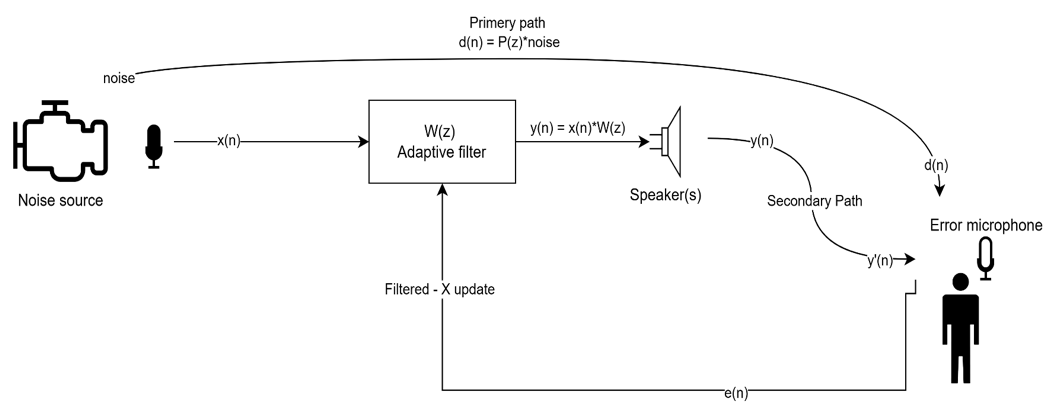 Primery path
d(n) = P(z)*noise
noise
x(n)
W(z)
Adaptive filter
y(n) = x(n)*W(z)
y(n)
d(n)
Noise source
Speaker(s)
Secondary Path
Error microphone
y'(n)
Filtered - X update
e(n)